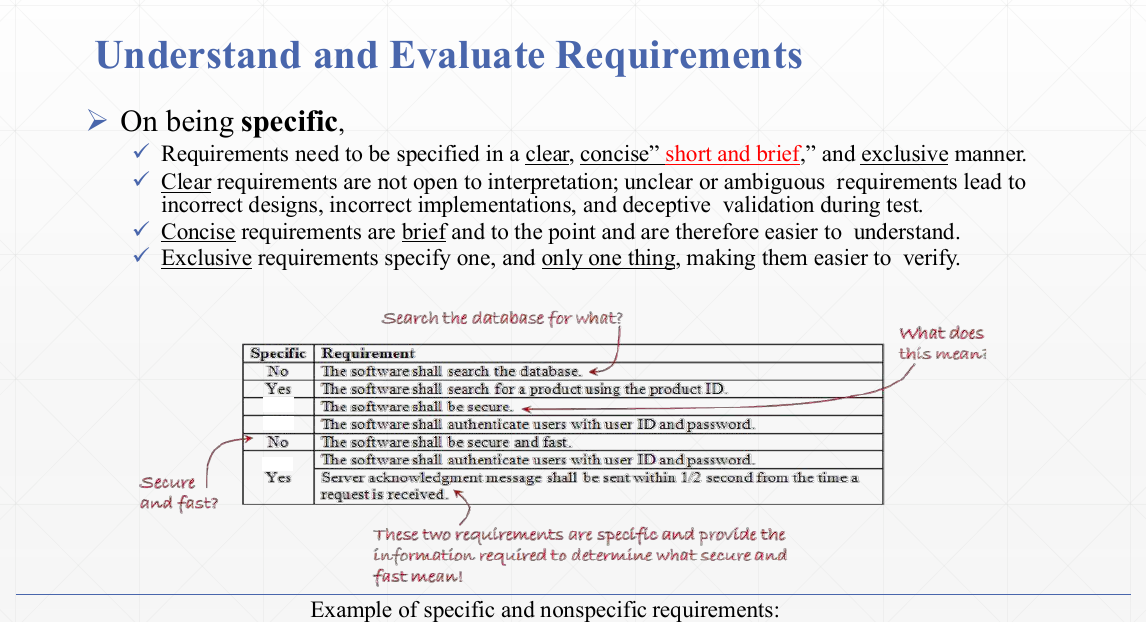 Understand and Evaluate Requirements
On being specific,
Requirements need to be specified in a clear, concise” short and brief,” and exclusive manner.
Clear requirements are not open to interpretation; unclear or ambiguous requirements lead to
incorrect designs, incorrect implementations, and deceptive validation during test.
Concise requirements are brief and to the point and are therefore easier to understand.
Exclusive requirements specify one, and only one thing, making them easier to verify.
Search the database for what?
What does
this mean?
Specific Requirement
No The software shall search the database.
Yes The software shall search for a product using the product ID.
The software shall be secure.
The software shall authenticate users with user ID and password.
No The software shall be secure and fast.
The software shall authenticate users with user ID and password.
Yes Server acknowledgment message shall be sent within 1/2 second from the time a
request is received.
Secure
and fast?
These two requirements are specific and provide the
information required to determine what secure and
fast mean!
Example of specific and nonspecific requirements: